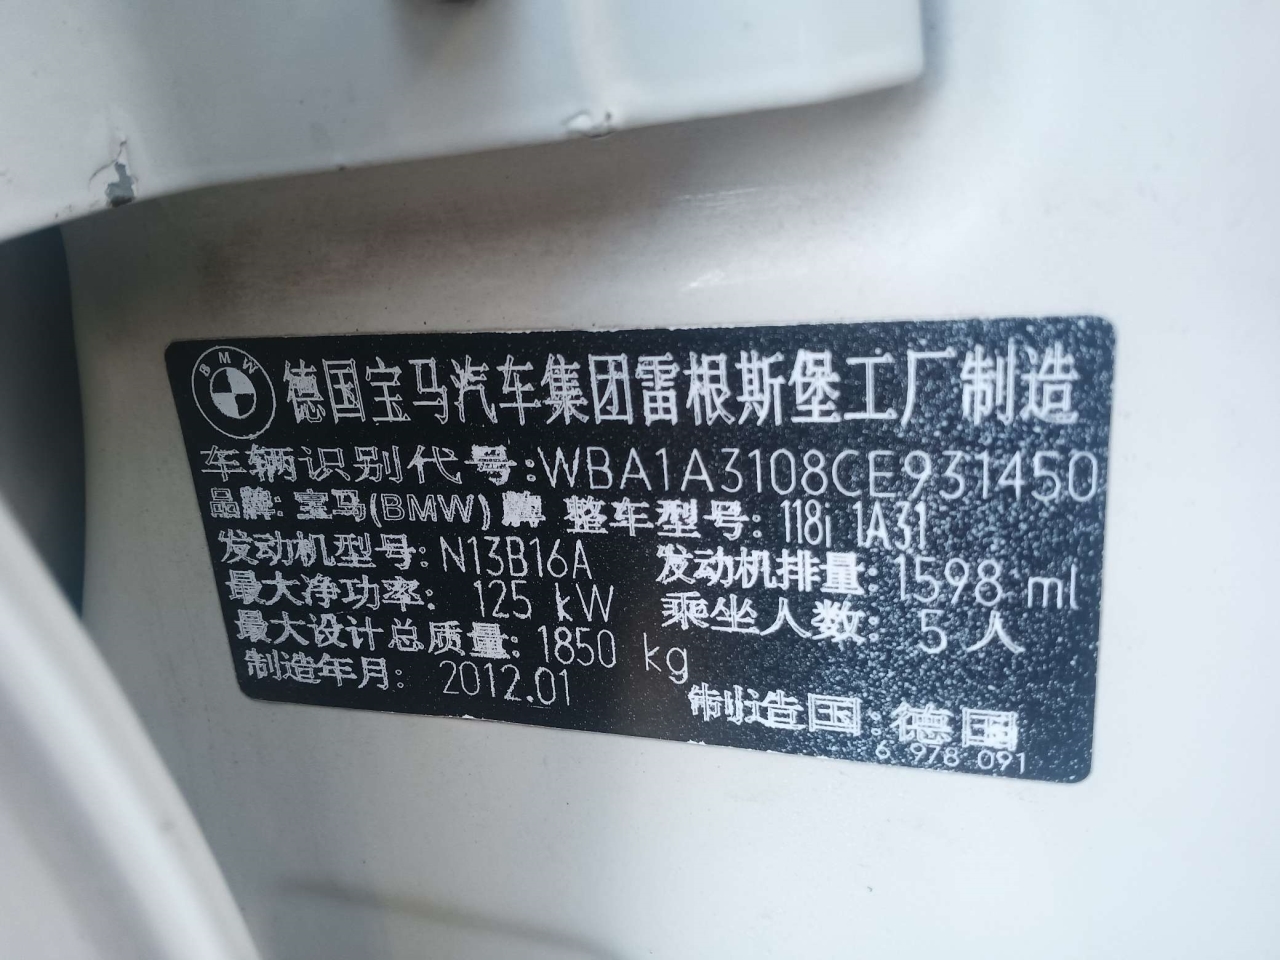 BMW 德国宝马汽车集团雷根斯堡工厂制造
车辆识别代号:WBA1A3108CE931450
品牌: 宝马(BMW)牌 整车型号: 118i 1A31
发动机型号: N13B16A 发动机排量: 1598 ml
最大净功率: 125 kW 乘坐人数: 5 人
最大设计总质量: 1850 kg
制造年月: 2012.01 制造国: 德国
6 978 091